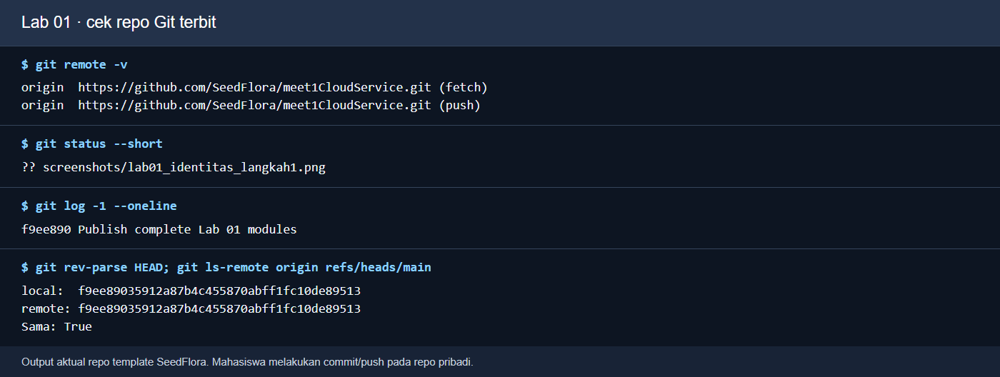 Lab 01 · cek repo Git terbit
$ git remote -v
origin  https://github.com/SeedFlora/meet1CloudService.git (fetch)
origin  https://github.com/SeedFlora/meet1CloudService.git (push)
$ git status --short
?? screenshots/lab01_identitas_langkah1.png
$ git log -1 --oneline
f9ee890 Publish complete Lab 01 modules
$ git rev-parse HEAD; git ls-remote origin refs/heads/main
local:  f9ee89035912a87b4c455870abff1fc10de89513
remote: f9ee89035912a87b4c455870abff1fc10de89513
Sama: True
Output aktual repo template SeedFlora. Mahasiswa melakukan commit/push pada repo pribadi.